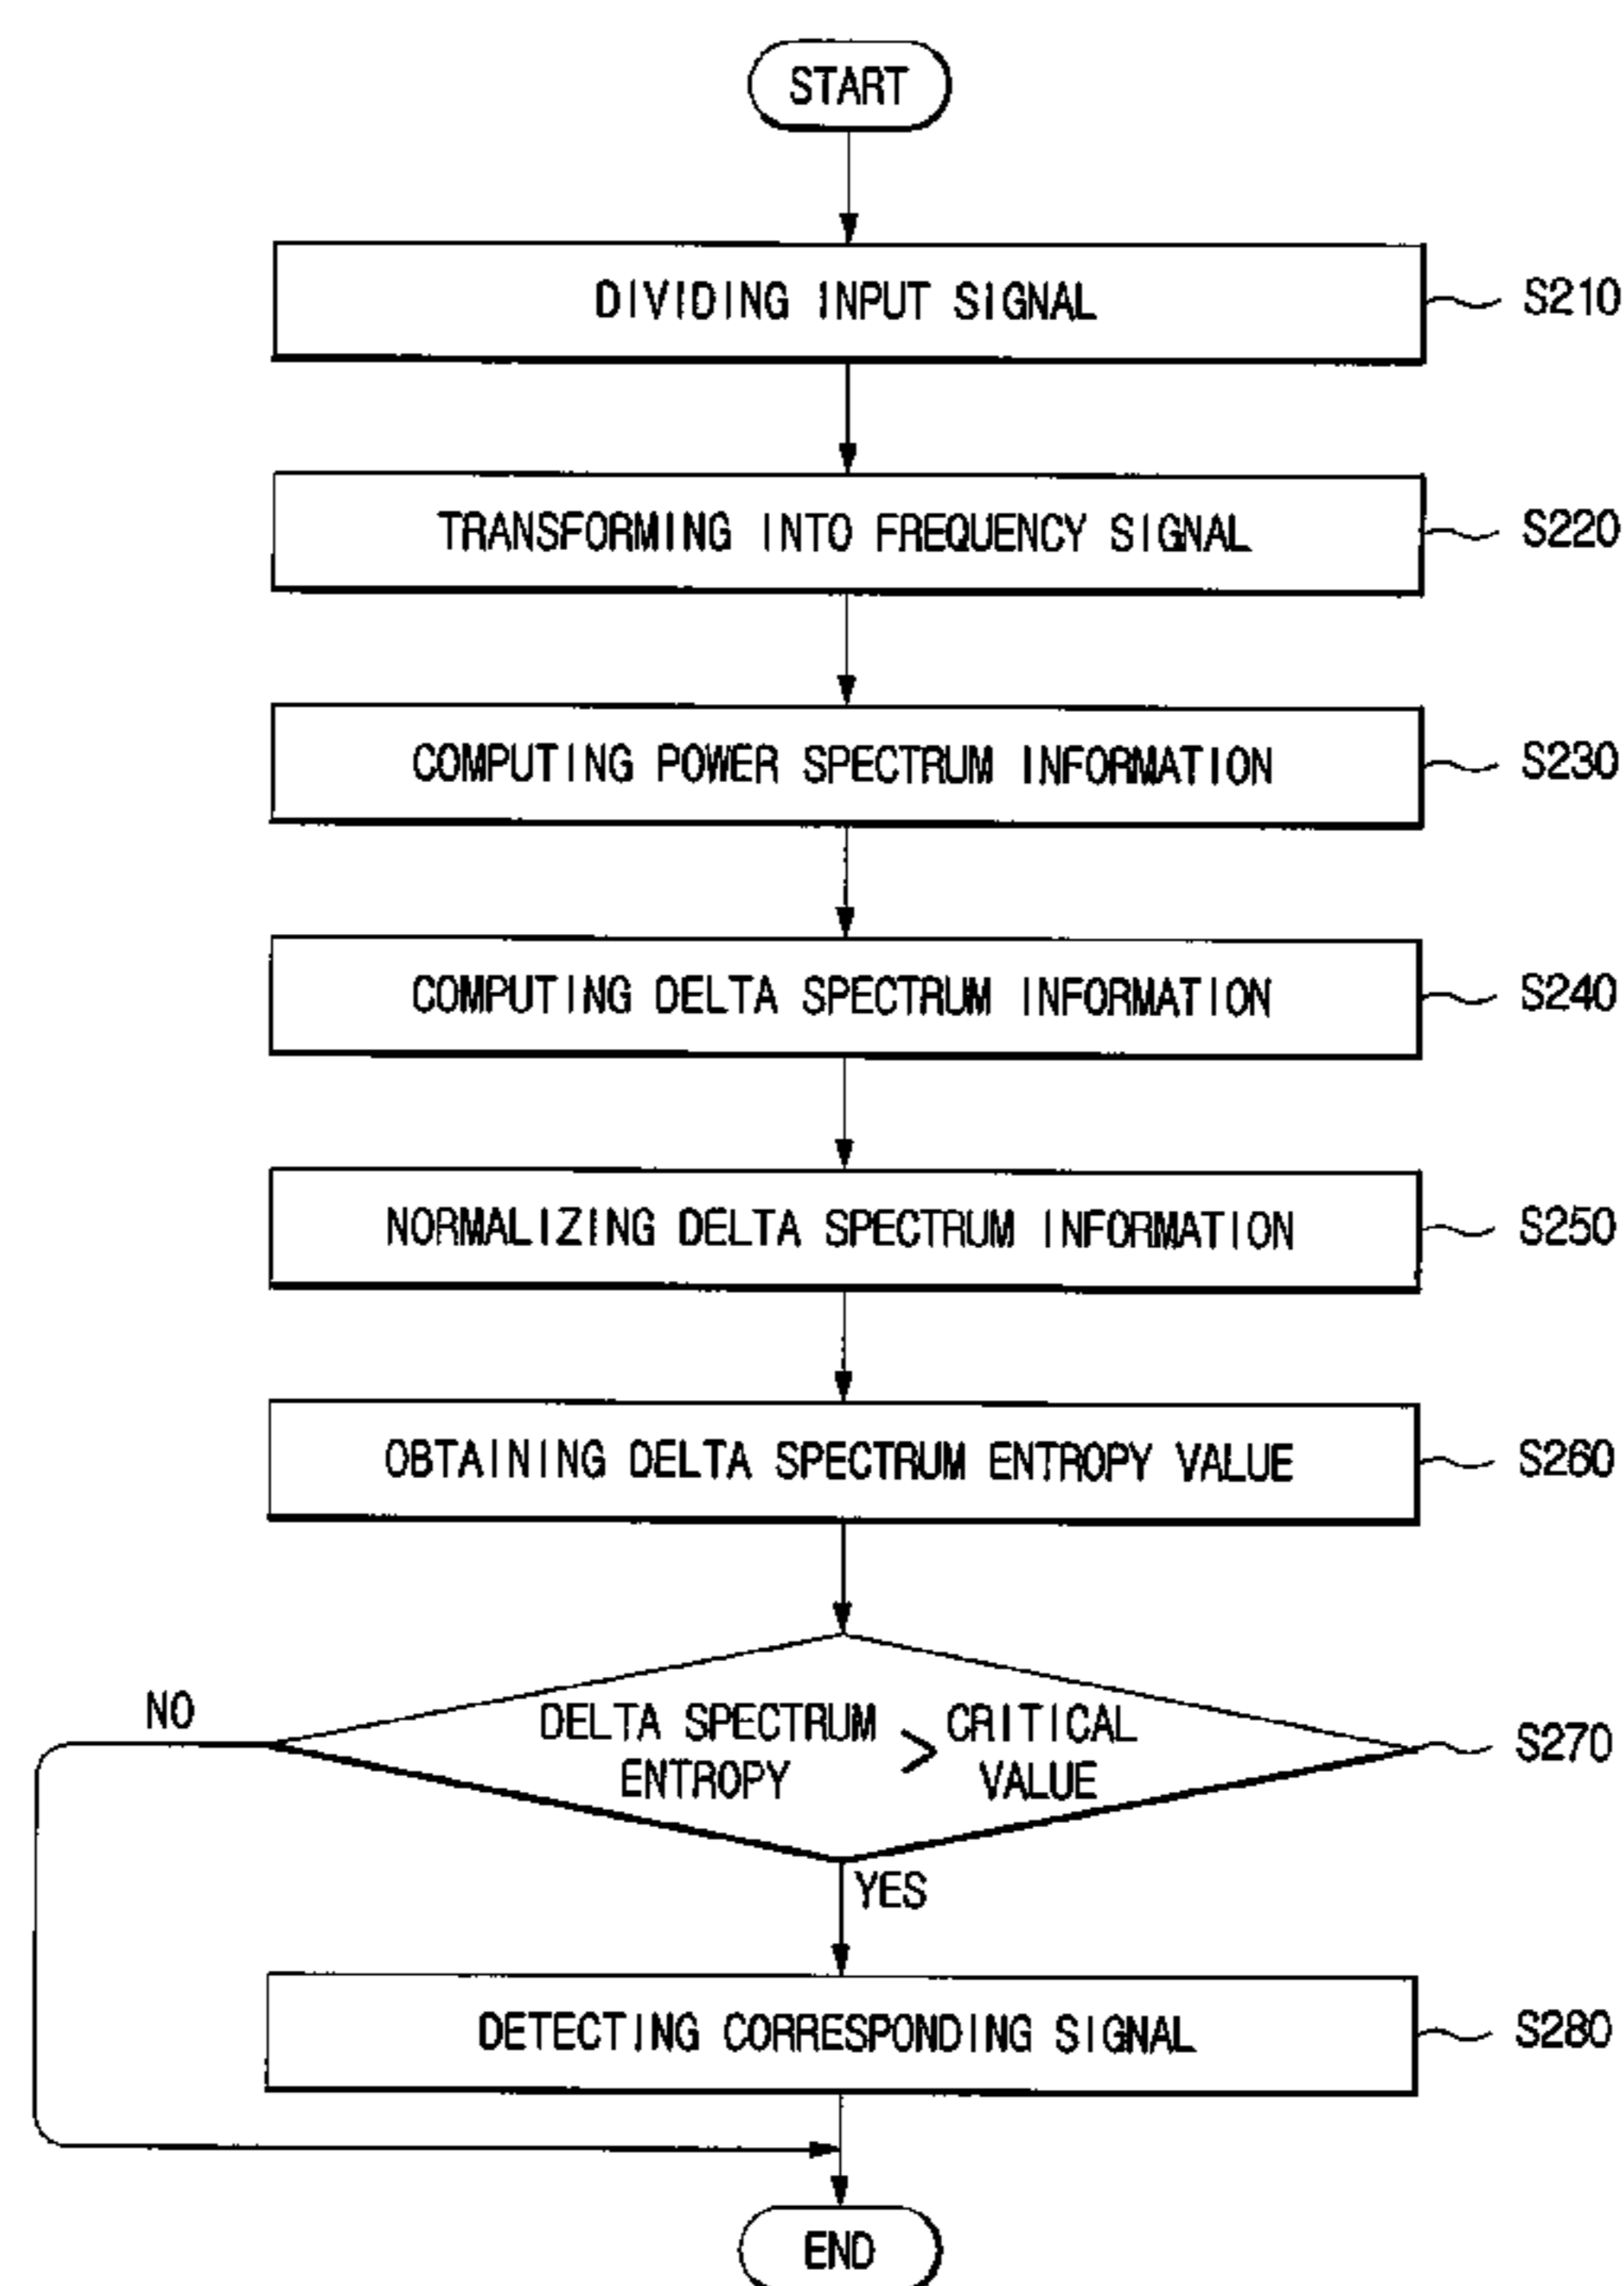 START
DIVIDING INPUT SIGNAL
S210
TRANSFORMING INTO FREQUENCY SIGNAL
S220
COMPUTING POWER SPECTRUM INFORMATION
S230
COMPUTING DELTA SPECTRUM INFORMATION
S240
NORMALIZING DELTA SPECTRUM INFORMATION
S250
OBTAINING DELTA SPECTRUM ENTROPY VALUE
S260
NO
DELTA SPECTRUM
ENTROPY
>
CRITICAL
VALUE
S270
YES
DETECTING CORRESPONDING SIGNAL
S280
END